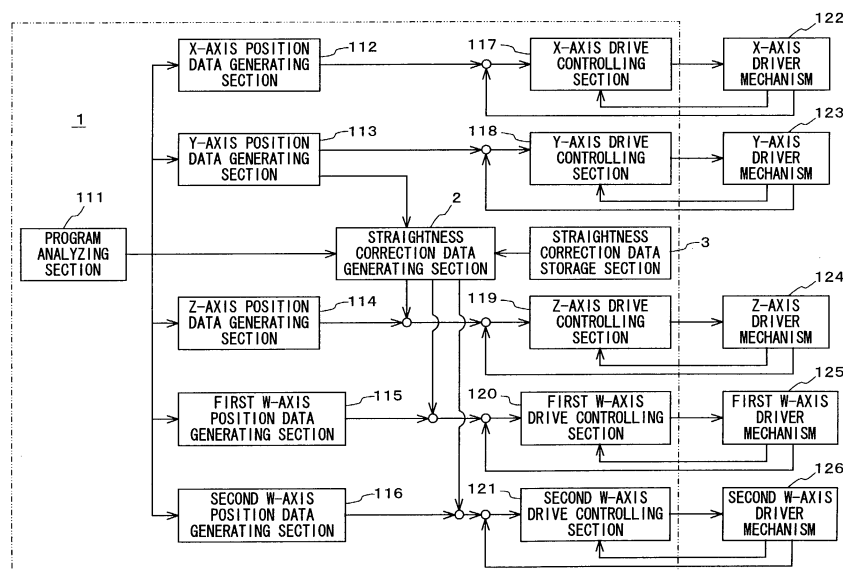 X-AXIS POSITION
DATA GENERATING
SECTION
112
117
X-AXIS DRIVE
CONTROLLING
SECTION
122
X-AXIS
DRIVER
MECHANISM
1
Y-AXIS POSITION
DATA GENERATING
SECTION
113
118
Y-AXIS DRIVE
CONTROLLING
SECTION
123
Y-AXIS
DRIVER
MECHANISM
111
PROGRAM
ANALYZING
SECTION
2
STRAIGHTNESS
CORRECTION DATA
GENERATING SECTION
STRAIGHTNESS
CORRECTION DATA
STORAGE SECTION
3
Z-AXIS POSITION
DATA GENERATING
SECTION
114
119
Z-AXIS DRIVE
CONTROLLING
SECTION
124
Z-AXIS
DRIVER
MECHANISM
FIRST W-AXIS
POSITION DATA
GENERATING SECTION
115
120
FIRST W-AXIS
DRIVE CONTROLLING
SECTION
125
FIRST W-AXIS
DRIVER
MECHANISM
SECOND W-AXIS
POSITION DATA
GENERATING SECTION
116
121
SECOND W-AXIS
DRIVE CONTROLLING
SECTION
126
SECOND W-AXIS
DRIVER
MECHANISM